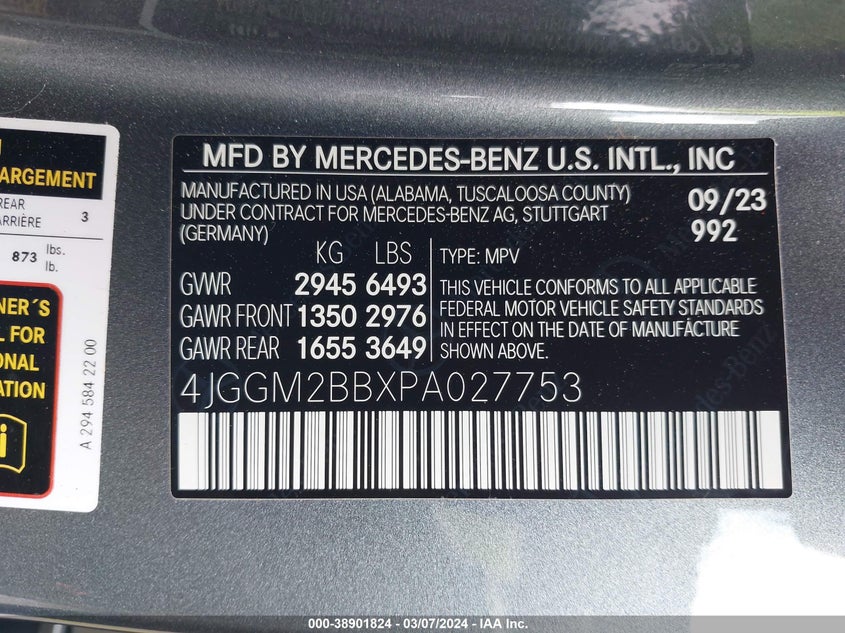 ARGEMENT
REAR
ARRIÈRE 3
873 lbs.
lb.
NER´S
L FOR
ONAL
ATION
i
A 294 584 22 00
MFD BY MERCEDES-BENZ U.S. INTL., INC
MANUFACTURED IN USA (ALABAMA, TUSCALOOSA COUNTY)
UNDER CONTRACT FOR MERCEDES-BENZ AG, STUTTGART
(GERMANY)
09/23
992
KG LBS
GVWR 2945 6493
GAWR FRONT 1350 2976
GAWR REAR 1655 3649
TYPE: MPV
THIS VEHICLE CONFORMS TO ALL APPLICABLE
FEDERAL MOTOR VEHICLE SAFETY STANDARDS
IN EFFECT ON THE DATE OF MANUFACTURE
SHOWN ABOVE.
4JGGM2BBXPA027753
000-38901824 - 03/07/2024 - IAA Inc.